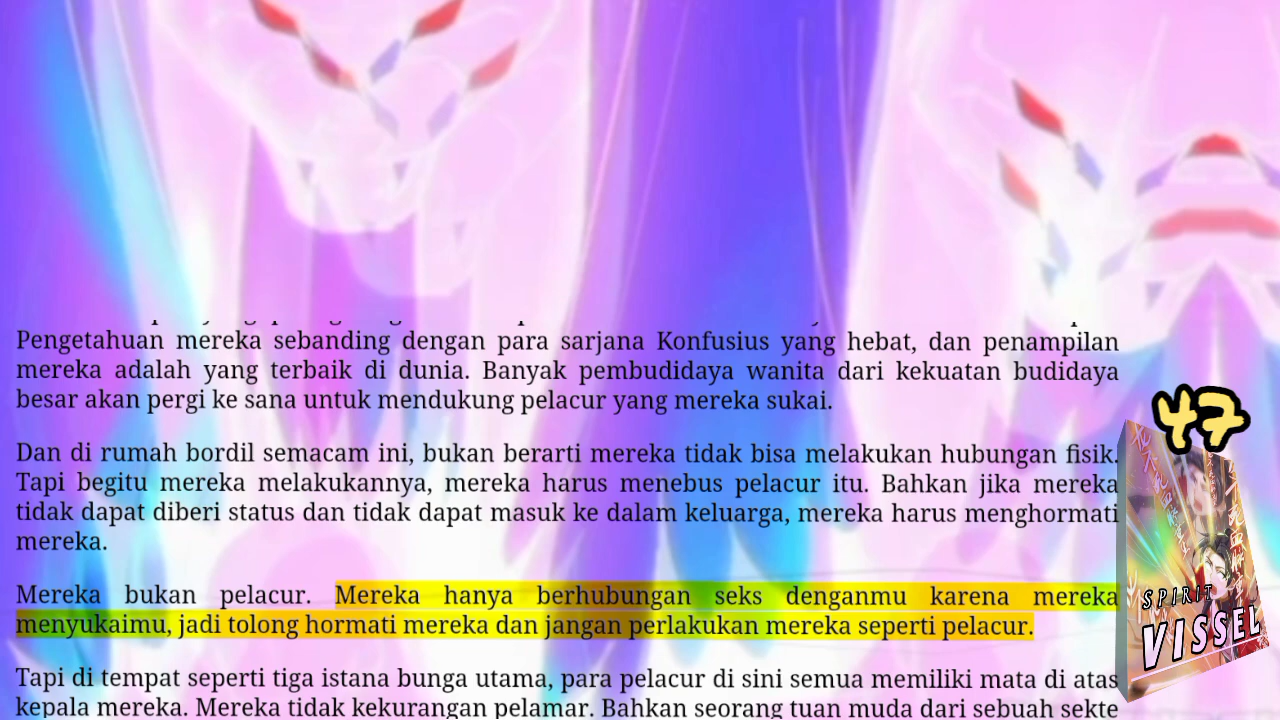 Pengetahuan mereka sebanding dengan para sarjana Konfusius yang hebat, dan penampilan
mereka adalah yang terbaik di dunia. Banyak pembudidaya wanita dari kekuatan budidaya
besar akan pergi ke sana untuk mendukung pelacur yang mereka sukai.
Dan di rumah bordil semacam ini, bukan berarti mereka tidak bisa melakukan hubungan fisik.
Tapi begitu mereka melakukannya, mereka harus menebus pelacur itu. Bahkan jika mereka
tidak dapat diberi status dan tidak dapat masuk ke dalam keluarga, mereka harus menghormati
mereka.
Mereka bukan pelacur. Mereka hanya berhubungan seks denganmu karena mereka
menyukaimu, jadi tolong hormati mereka dan jangan perlakukan mereka seperti pelacur.
Tapi di tempat seperti tiga istana bunga utama, para pelacur di sini semua memiliki mata di atas
kepala mereka. Mereka tidak kekurangan pelamar. Bahkan seorang tuan muda dari sebuah sekte
47
SPIRIT
VISSEL